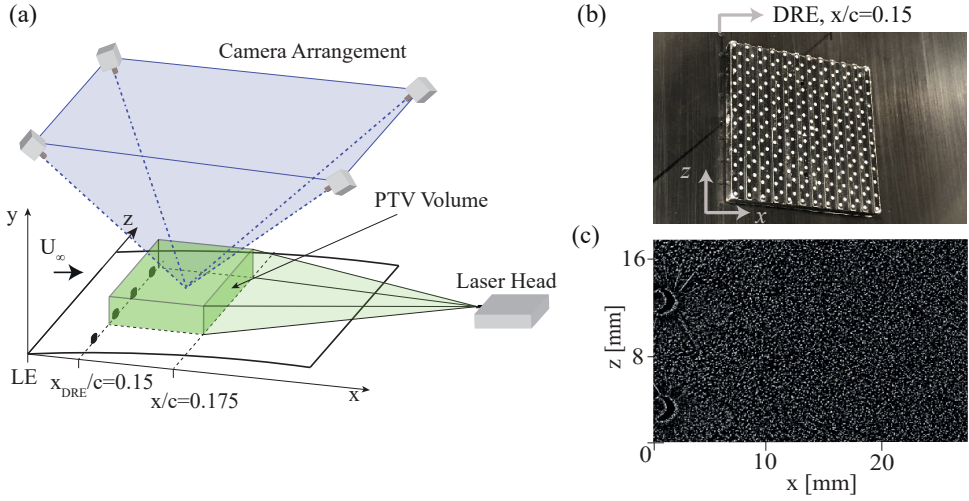 (a)
Camera Arrangement
PTV Volume
y
z
U∞
Laser Head
LE
x_DRE/c=0.15
x/c=0.175
x
(b)
DRE, x/c=0.15
z
x
(c)
16
8
0
z [mm]
10
20
x [mm]